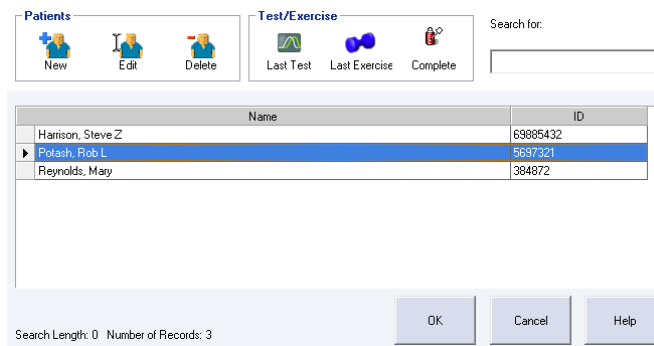 Patients
New Edit Delete
Test/Exercise
Last Test Last Exercise Complete
Search for:
Name ID
Harrison, Steve Z 69885432
Potash, Rob L 5697321
Reynolds, Mary 384872
OK Cancel Help
Search Length: 0 Number of Records: 3